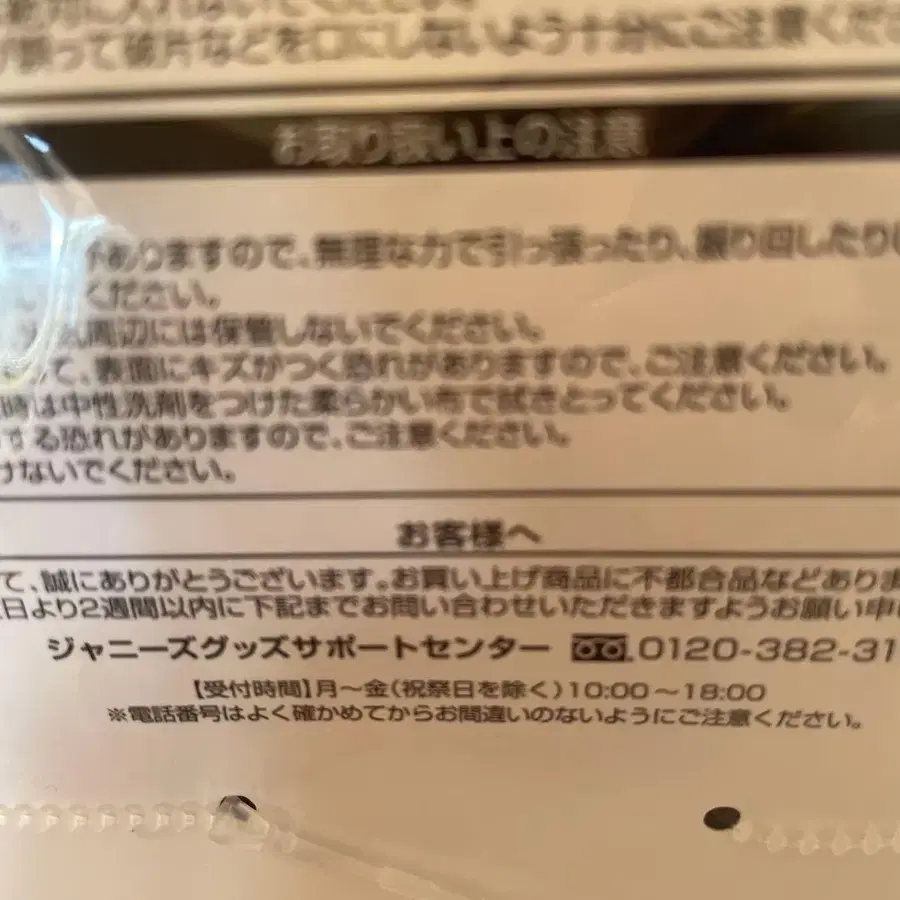 って破片などを口にしないよう十分にご注意くださ
お取り扱い上の注意
がありますので、無理な力で引っ張ったり、振り回したり
ください。
周辺には保管しないでください。
て、表面にキズがつく恐れがありますので、ご注意ください。
時は中性洗剤をつけた柔らかい布で拭きとってください。
する恐れがありますので、ご注意ください。
けないでください。
お客様へ
て、誠にありがとうございます。お買い上げ商品に不都合品などありま
日より2週間以内に下記までお問い合わせいただきますようお願い申
ジャニーズグッズサポートセンター 0120-382-31
【受付時間】月〜金(祝祭日を除く)10:00〜18:00
※電話番号はよく確かめてからお間違いのないようにご注意ください。